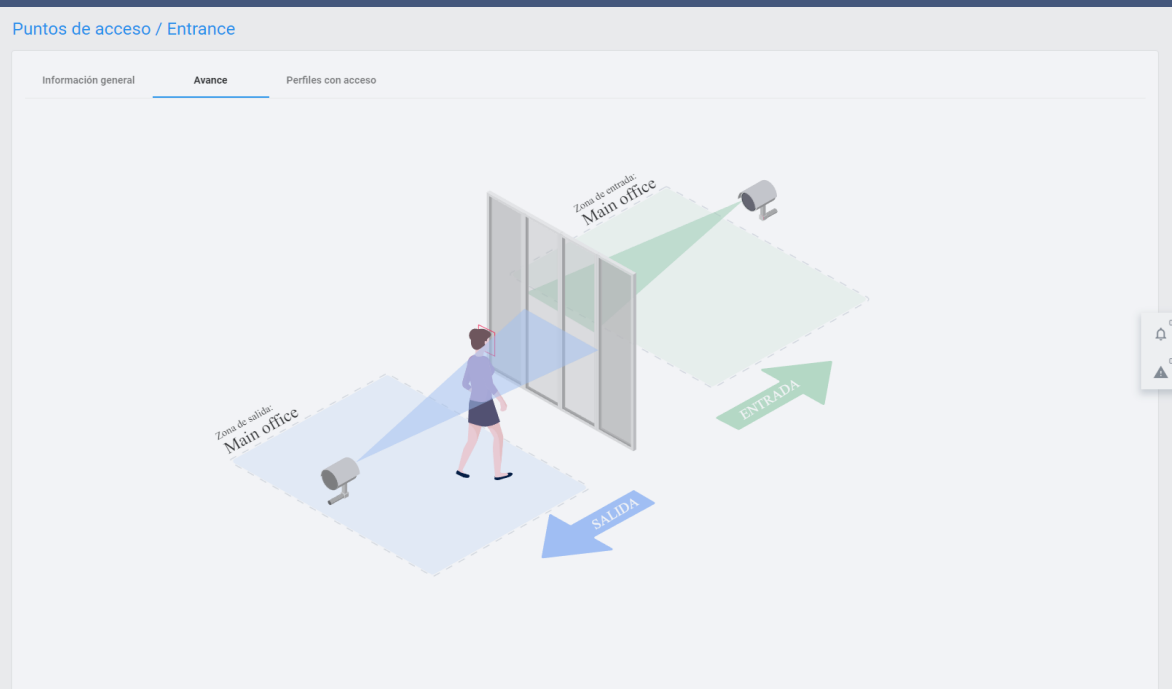 Puntos de acceso / Entrance
Información general
Avance
Perfiles con acceso
Zona de entrada:
Main office
Zona de salida:
Main office
ENTRADA
SALIDA